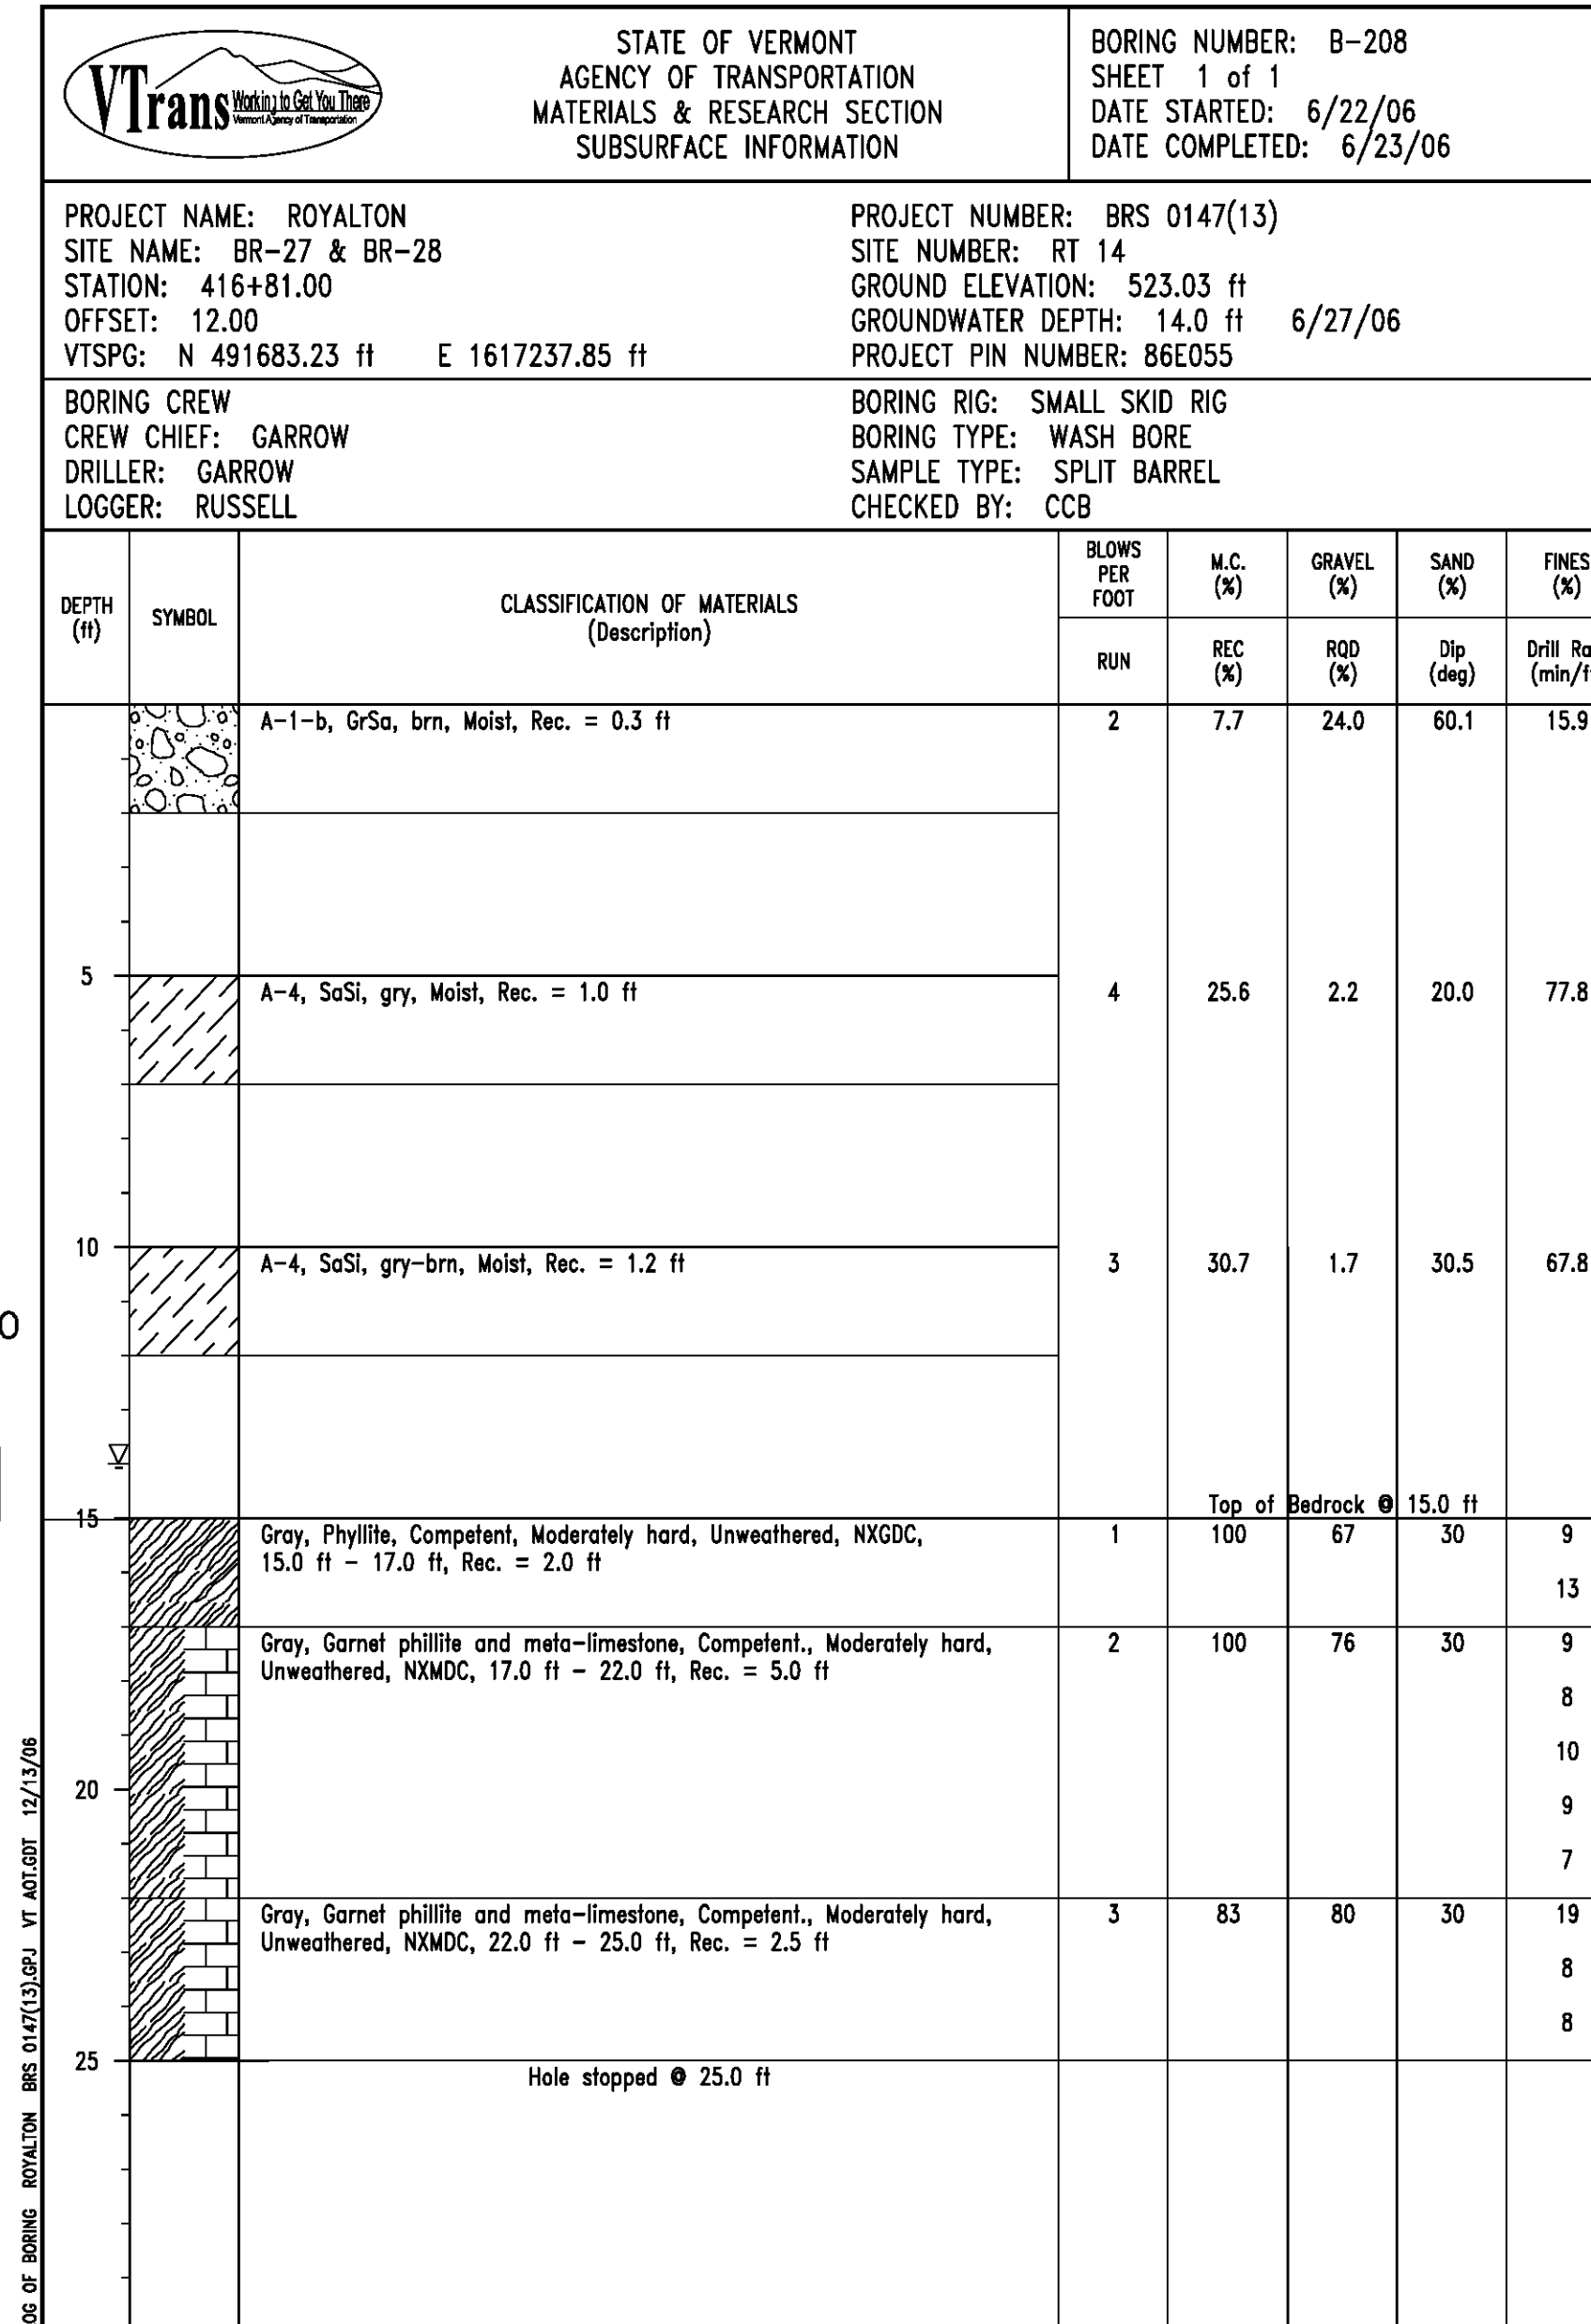 VTrans Working to Get You There
Vermont Agency of Transportation
STATE OF VERMONT
AGENCY OF TRANSPORTATION
MATERIALS & RESEARCH SECTION
SUBSURFACE INFORMATION
BORING NUMBER: B-208
SHEET 1 of 1
DATE STARTED: 6/22/06
DATE COMPLETED: 6/23/06
PROJECT NAME: ROYALTON
SITE NAME: BR-27 & BR-28
STATION: 416+81.00
OFFSET: 12.00
VTSPG: N 491683.23 ft E 1617237.85 ft
PROJECT NUMBER: BRS 0147(13)
SITE NUMBER: RT 14
GROUND ELEVATION: 523.03 ft
GROUNDWATER DEPTH: 14.0 ft 6/27/06
PROJECT PIN NUMBER: 86E055
BORING CREW
CREW CHIEF: GARROW
DRILLER: GARROW
LOGGER: RUSSELL
BORING RIG: SMALL SKID RIG
BORING TYPE: WASH BORE
SAMPLE TYPE: SPLIT BARREL
CHECKED BY: CCB
DEPTH
(ft)
SYMBOL
CLASSIFICATION OF MATERIALS
(Description)
BLOWS
PER
FOOT
M.C.
(%)
GRAVEL
(%)
SAND
(%)
FINES
(%)
RUN
REC
(%)
RQD
(%)
Dip
(deg)
Drill Ra
(min/f
A-1-b, GrSa, brn, Moist, Rec. = 0.3 ft 2 7.7 24.0 60.1 15.9
5 A-4, SaSi, gry, Moist, Rec. = 1.0 ft 4 25.6 2.2 20.0 77.8
10 A-4, SaSi, gry-brn, Moist, Rec. = 1.2 ft 3 30.7 1.7 30.5 67.8
Top of Bedrock @ 15.0 ft
15 Gray, Phyllite, Competent, Moderately hard, Unweathered, NXGDC, 1 100 67 30 9
15.0 ft - 17.0 ft, Rec. = 2.0 ft
13
Gray, Garnet phillite and meta-limestone, Competent., Moderately hard, 2 100 76 30 9
Unweathered, NXMDC, 17.0 ft - 22.0 ft, Rec. = 5.0 ft
8
10
20 9
7
Gray, Garnet phillite and meta-limestone, Competent., Moderately hard, 3 83 80 30 19
Unweathered, NXMDC, 22.0 ft - 25.0 ft, Rec. = 2.5 ft
8
8
25
Hole stopped @ 25.0 ft
OG OF BORING ROYALTON BRS 0147(13).GPJ VT AOT.GDT 12/13/06